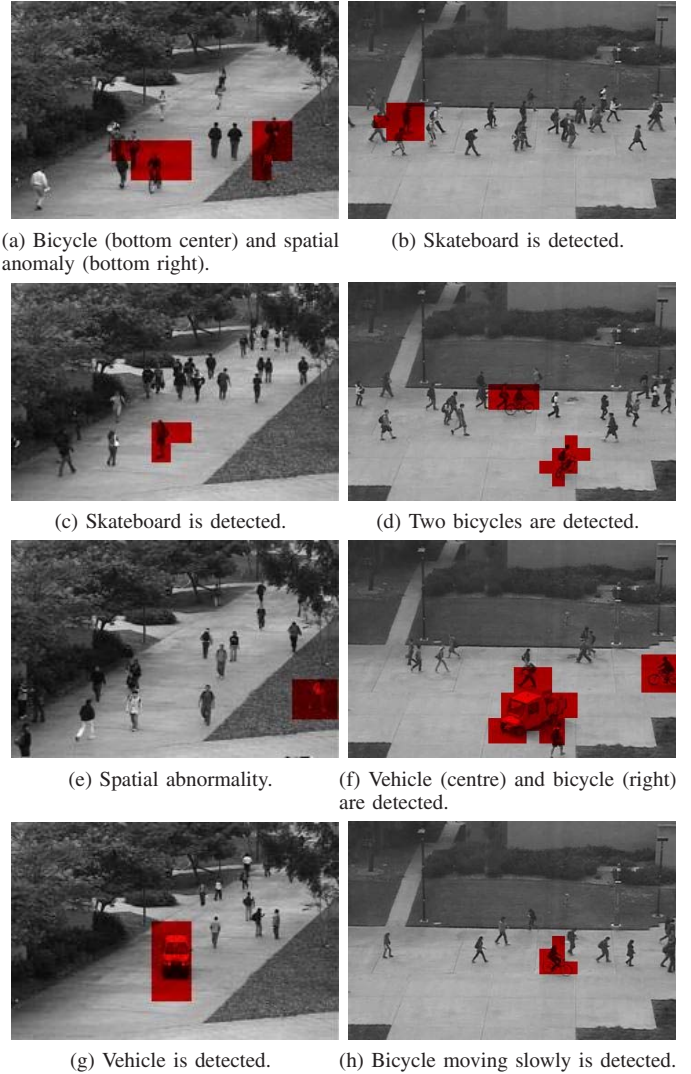 (a) Bicycle (bottom center) and spatial
anomaly (bottom right).
(b) Skateboard is detected.
(c) Skateboard is detected.
(d) Two bicycles are detected.
(e) Spatial abnormality.
(f) Vehicle (centre) and bicycle (right)
are detected.
(g) Vehicle is detected.
(h) Bicycle moving slowly is detected.